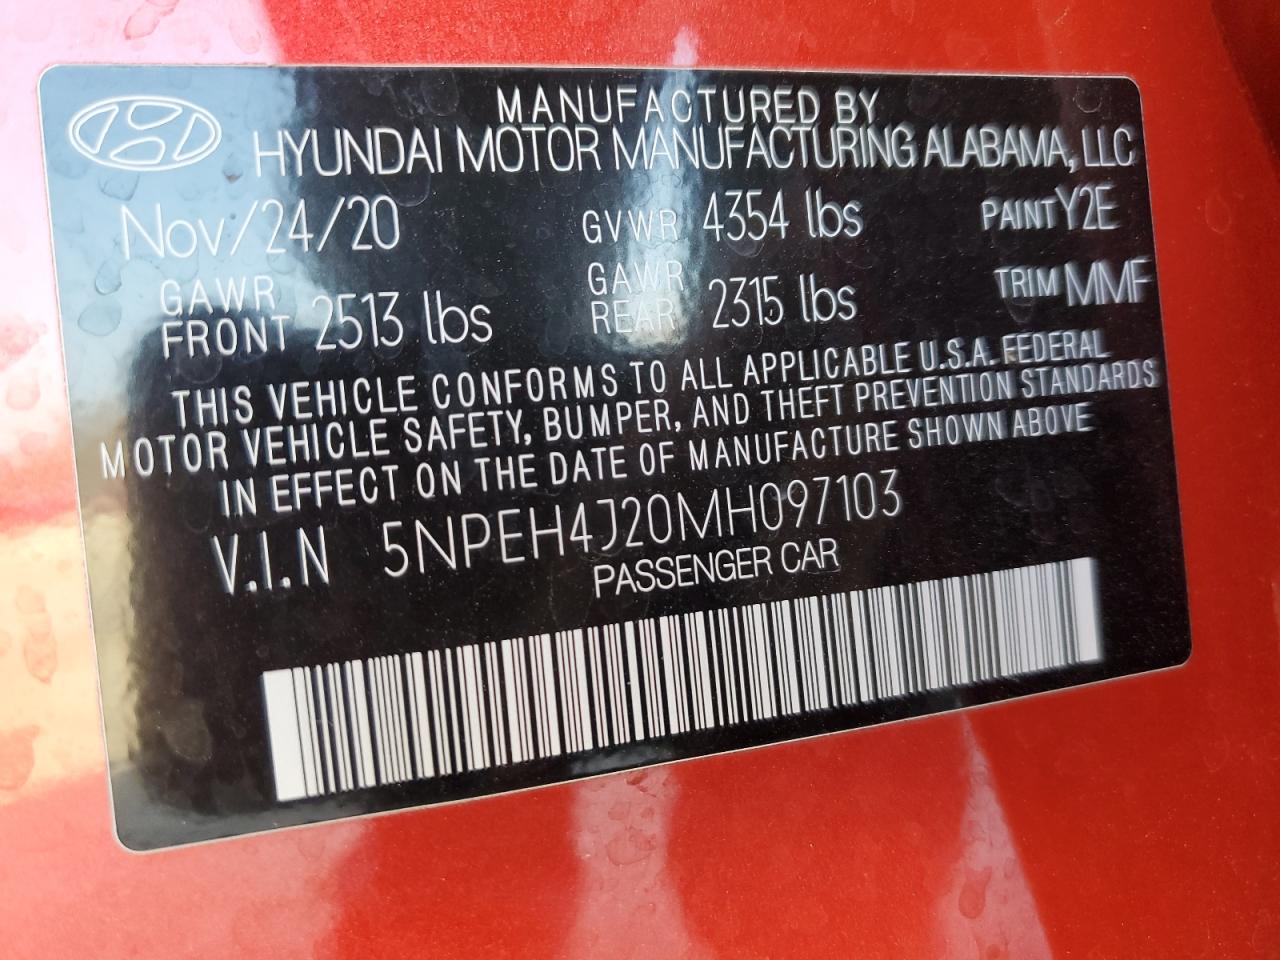 MANUFACTURED BY
HYUNDAI MOTOR MANUFACTURING ALABAMA, LLC
Nov/24/20 GVWR 4354 lbs PAINT Y2E
GAWR FRONT 2513 lbs GAWR REAR 2315 lbs TRIM MMF
THIS VEHICLE CONFORMS TO ALL APPLICABLE U.S.A. FEDERAL
MOTOR VEHICLE SAFETY, BUMPER, AND THEFT PREVENTION STANDARDS
IN EFFECT ON THE DATE OF MANUFACTURE SHOWN ABOVE
V.I.N 5NPEH4J20MH097103
PASSENGER CAR